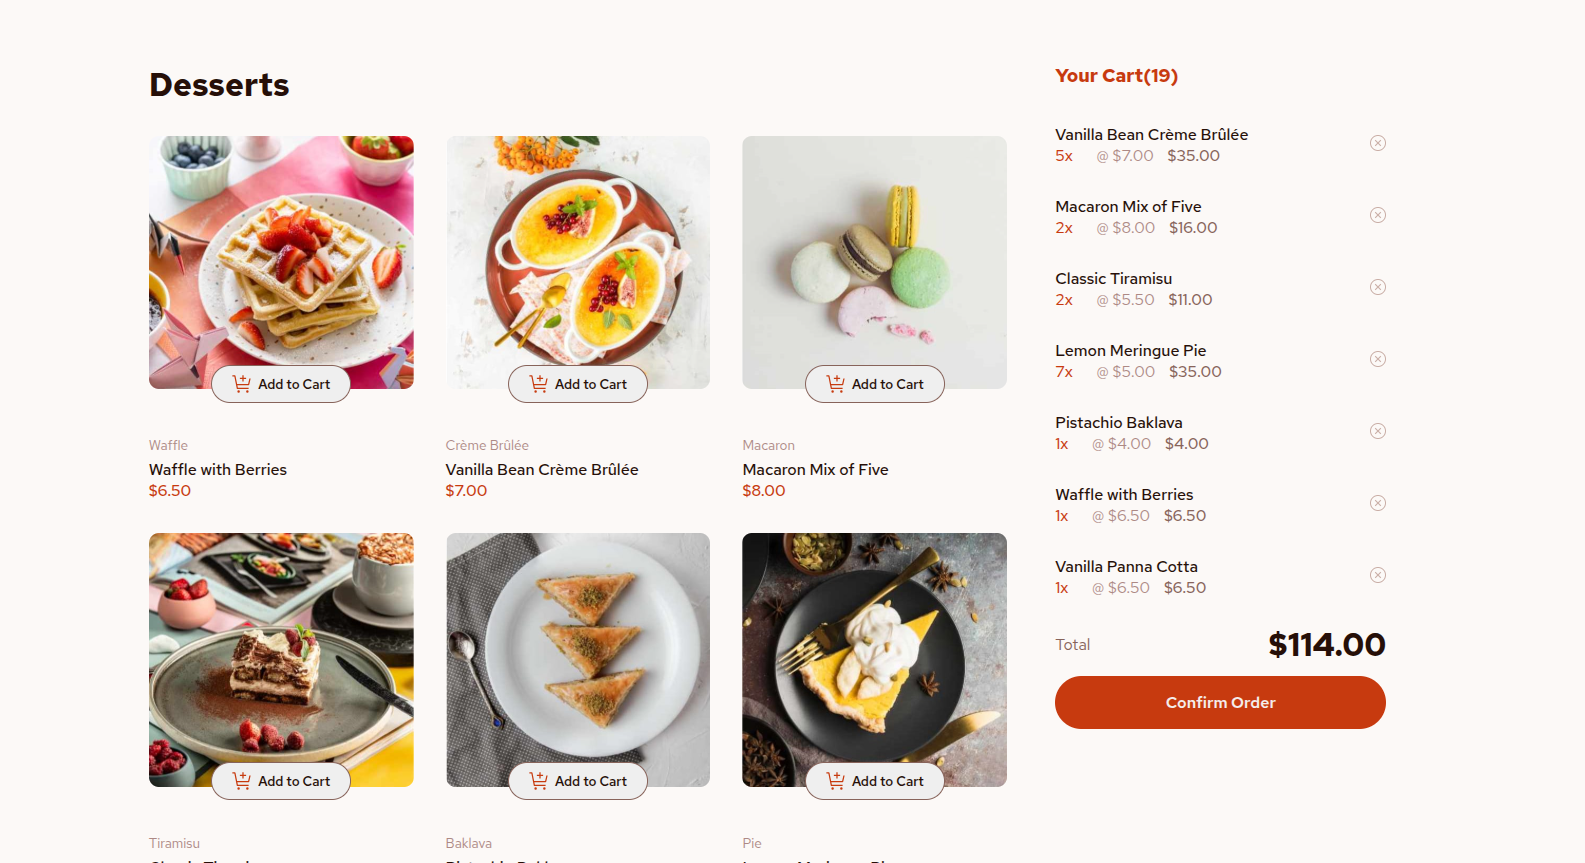 Desserts
Add to Cart
Add to Cart
Add to Cart
Waffle
Waffle with Berries
$6.50
Crème Brûlée
Vanilla Bean Crème Brûlée
$7.00
Macaron
Macaron Mix of Five
$8.00
Add to Cart
Add to Cart
Add to Cart
Tiramisu
Baklava
Pie
Your Cart(19)
Vanilla Bean Crème Brûlée
5x @ $7.00 $35.00
Macaron Mix of Five
2x @ $8.00 $16.00
Classic Tiramisu
2x @ $5.50 $11.00
Lemon Meringue Pie
7x @ $5.00 $35.00
Pistachio Baklava
1x @ $4.00 $4.00
Waffle with Berries
1x @ $6.50 $6.50
Vanilla Panna Cotta
1x @ $6.50 $6.50
Total $114.00
Confirm Order